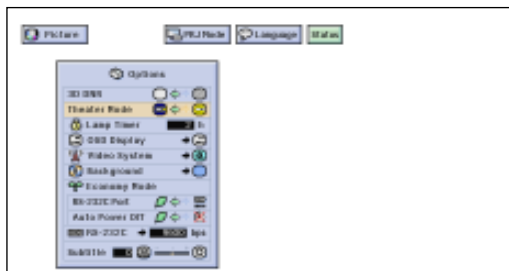 Picture
PRJ Mode
Language
Status
Options
3D DNR
Theater Mode
Lamp Timer h
OSD Display
Video System
Background
Economy Mode
RS-232C Port
Auto Power Off
RS-232C bps
Subtitle